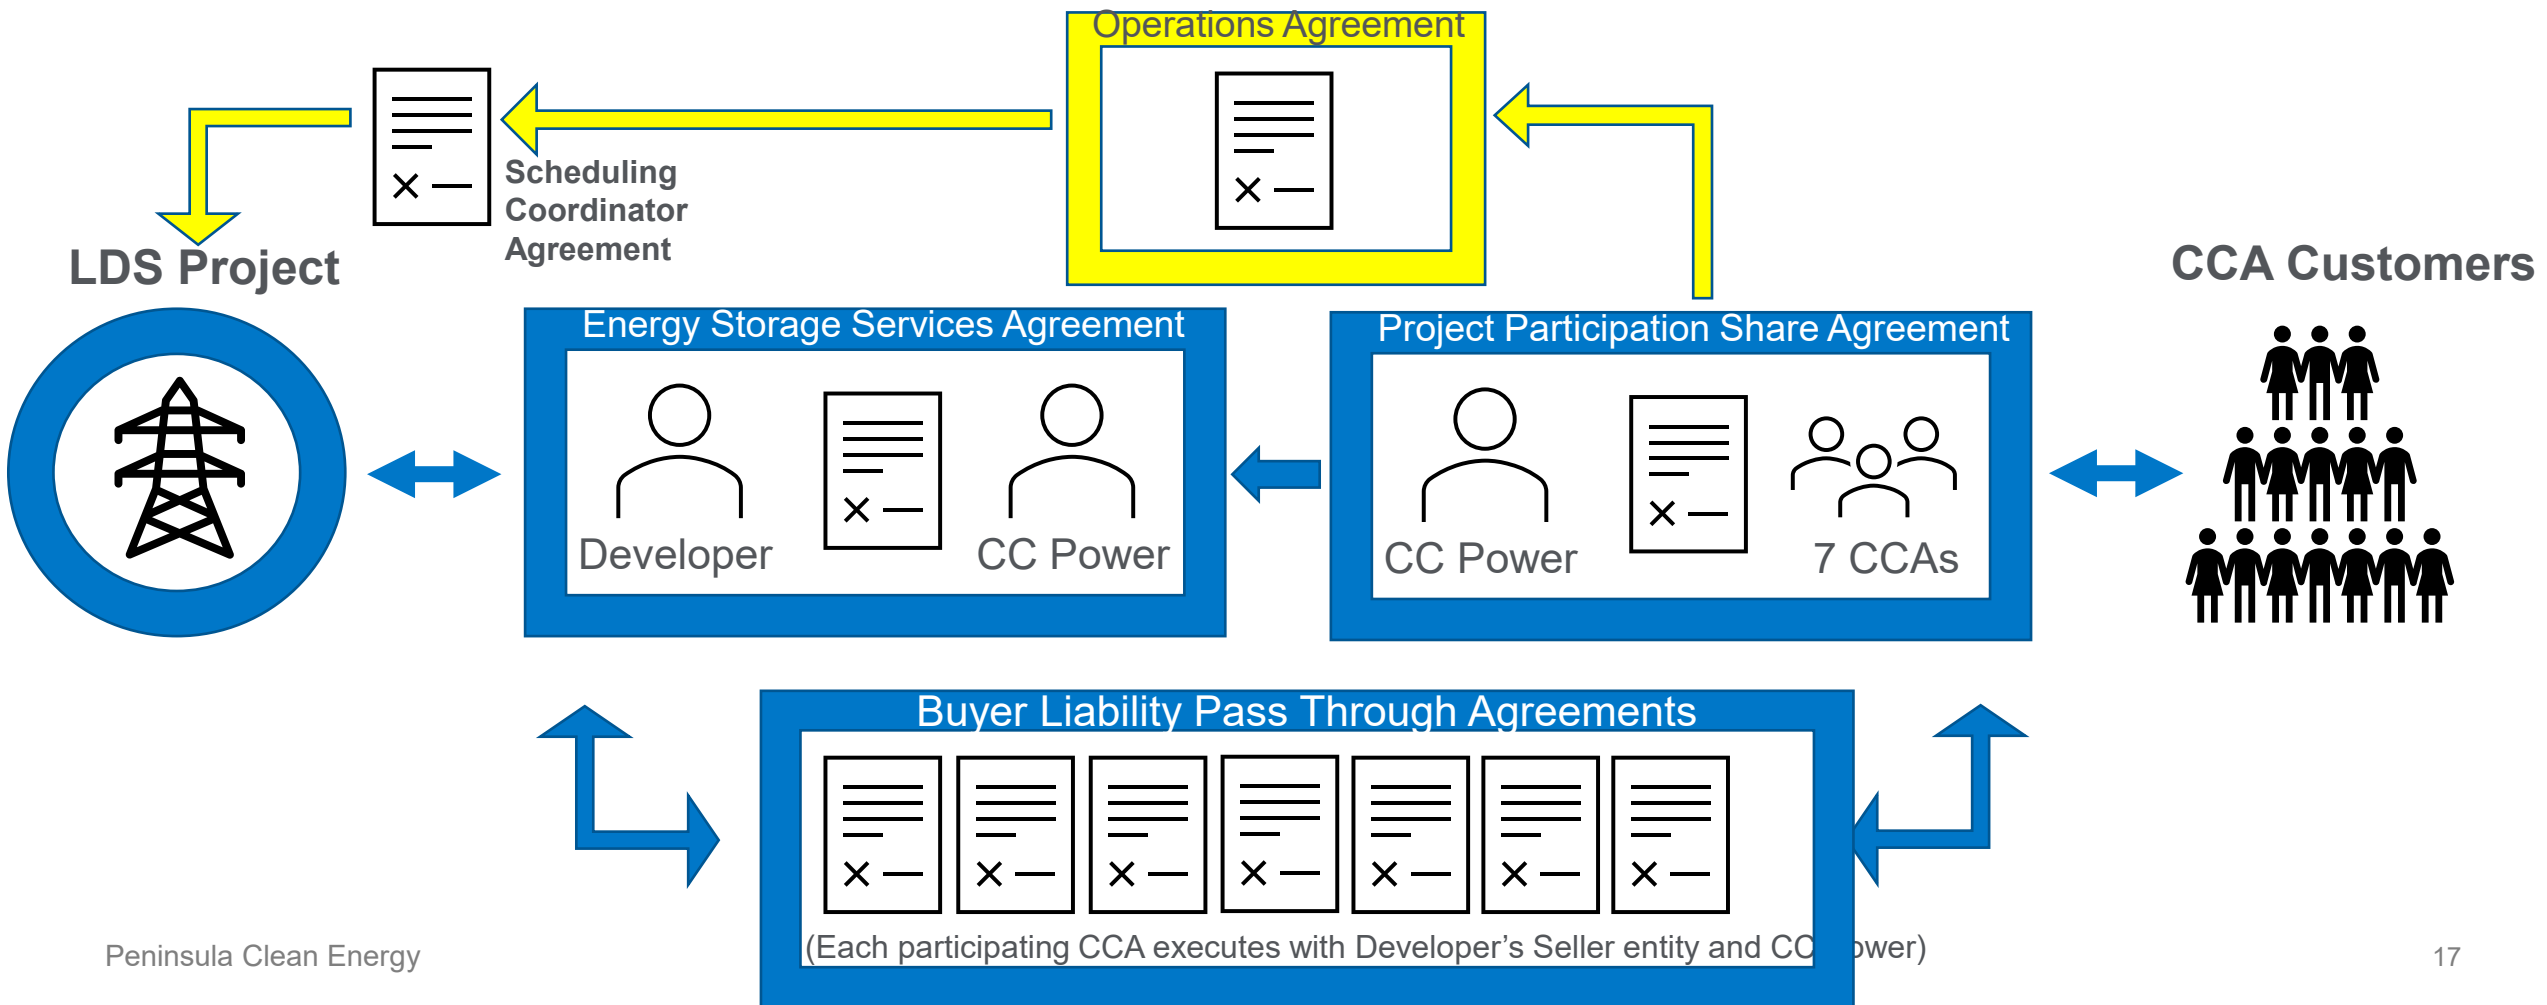 Operations Agreement
Scheduling
Coordinator
Agreement
LDS Project
CCA Customers
Energy Storage Services Agreement
Project Participation Share Agreement
Developer
CC Power
CC Power
7 CCAs
Buyer Liability Pass Through Agreements
(Each participating CCA executes with Developer’s Seller entity and CC Power)
Peninsula Clean Energy
17